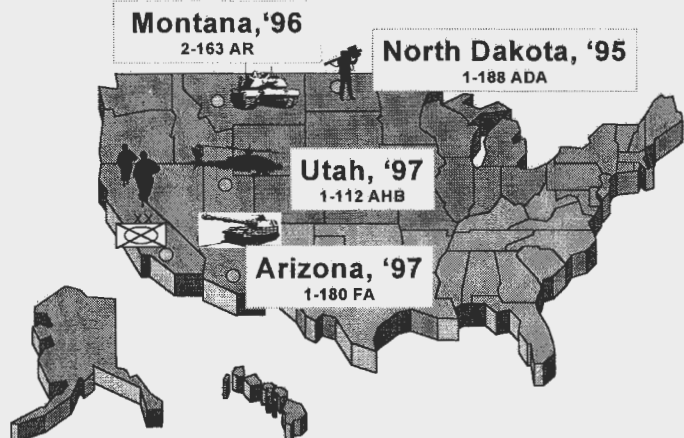 Montana,‘96
2-163 AR
North Dakota, ‘95
1-188 ADA
Utah, ‘97
1-112 AHB
XX
Arizona, ‘97
1-180 FA